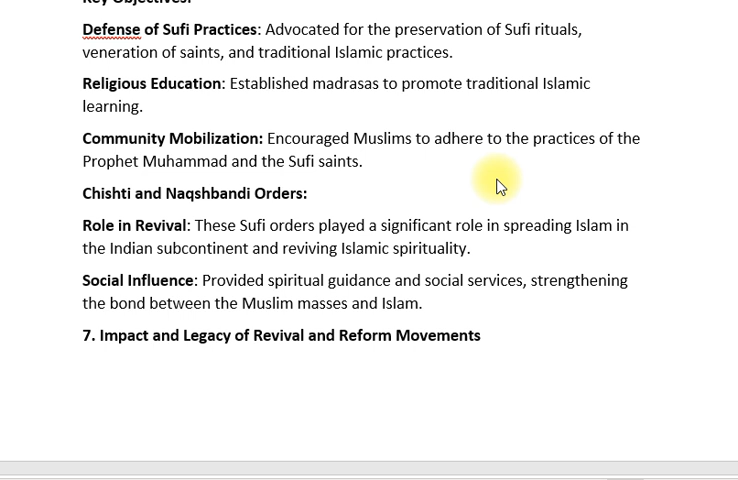 Key Objectives:
Defense of Sufi Practices: Advocated for the preservation of Sufi rituals,
veneration of saints, and traditional Islamic practices.
Religious Education: Established madrasas to promote traditional Islamic
learning.
Community Mobilization: Encouraged Muslims to adhere to the practices of the
Prophet Muhammad and the Sufi saints.
Chishti and Naqshbandi Orders:
Role in Revival: These Sufi orders played a significant role in spreading Islam in
the Indian subcontinent and reviving Islamic spirituality.
Social Influence: Provided spiritual guidance and social services, strengthening
the bond between the Muslim masses and Islam.
7. Impact and Legacy of Revival and Reform Movements